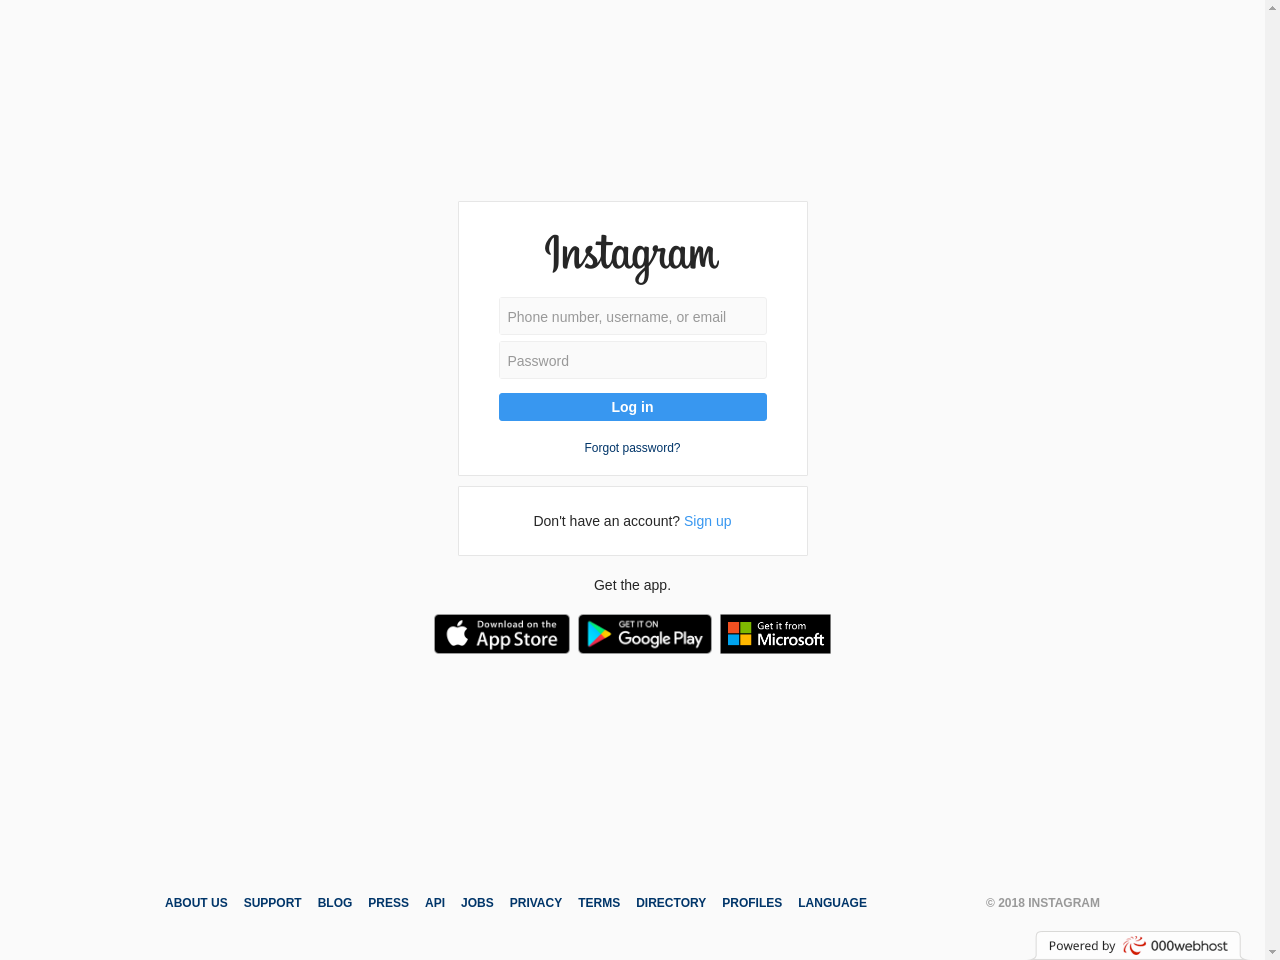 Instagram
Phone number, username, or email
Password
Log in
Forgot password?
Don't have an account? Sign up
Get the app.
Download on the App Store
GET IT ON Google Play
Get it from Microsoft
ABOUT US SUPPORT BLOG PRESS API JOBS PRIVACY TERMS DIRECTORY PROFILES LANGUAGE © 2018 INSTAGRAM
Powered by 000webhost